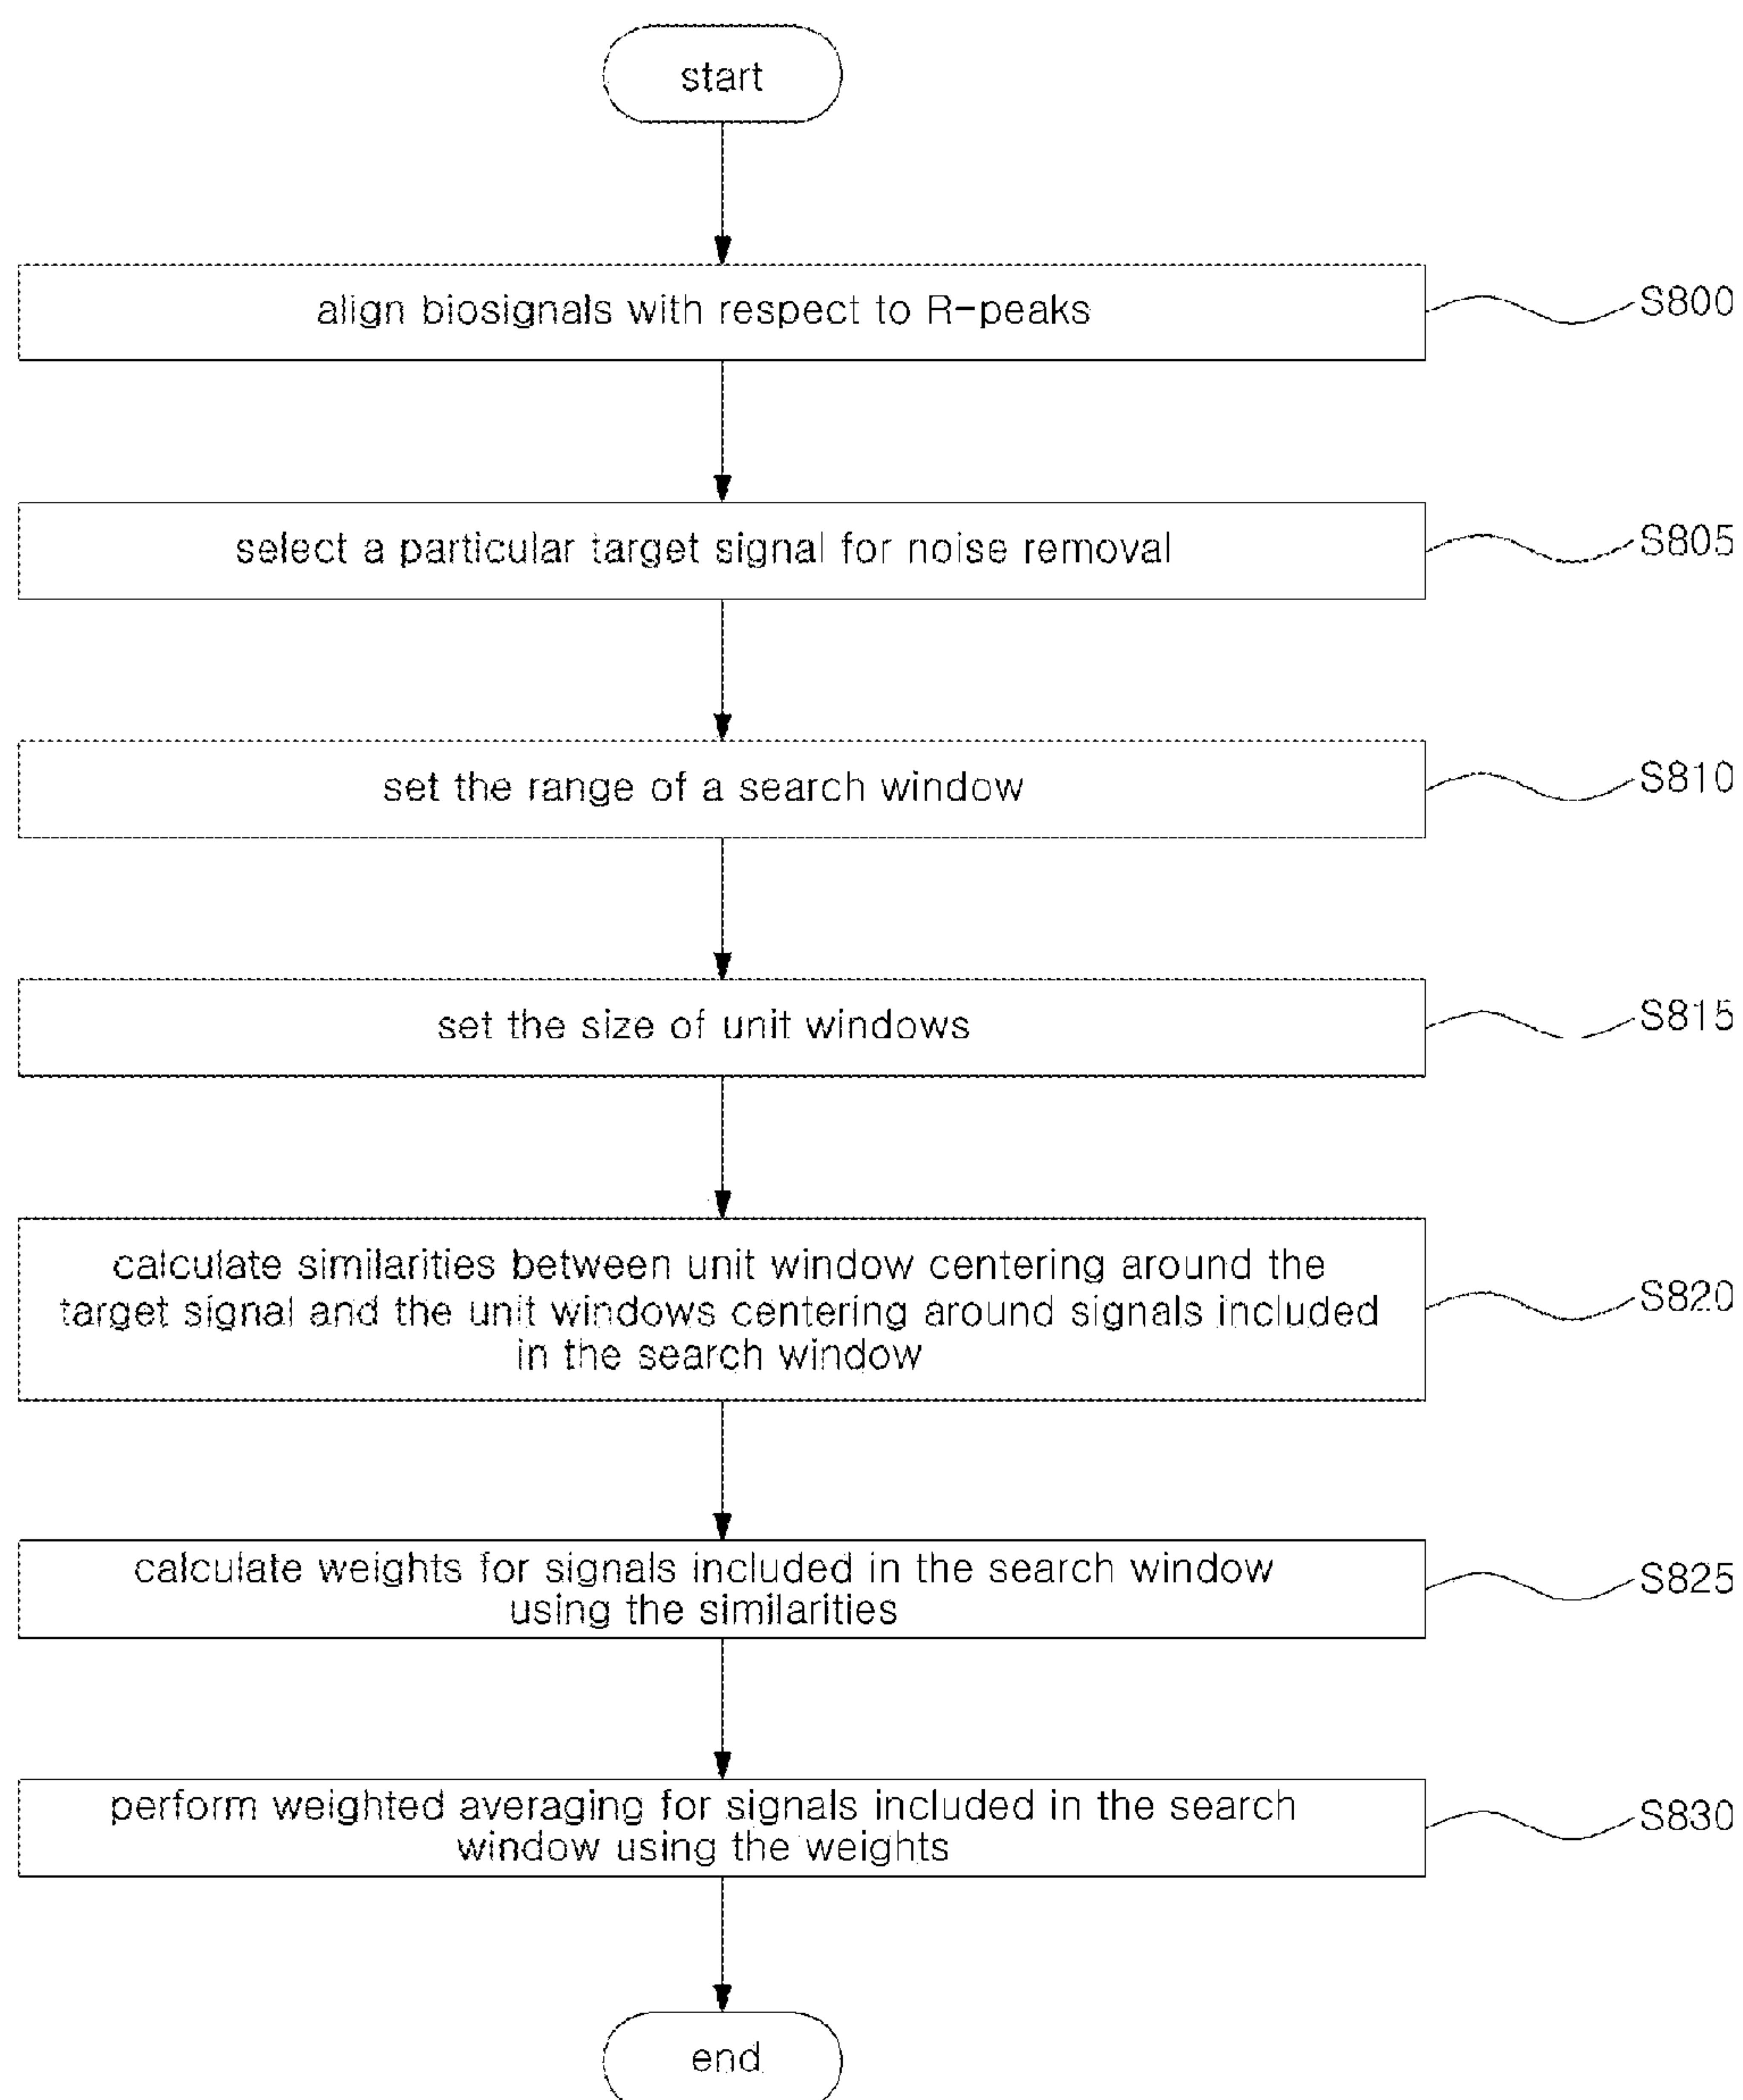 start
align biosignals with respect to R-peaks
S800
select a particular target signal for noise removal
S805
set the range of a search window
S810
set the size of unit windows
S815
calculate similarities between unit window centering around the
target signal and the unit windows centering around signals included
in the search window
S820
calculate weights for signals included in the search window
using the similarities
S825
perform weighted averaging for signals included in the search
window using the weights
S830
end